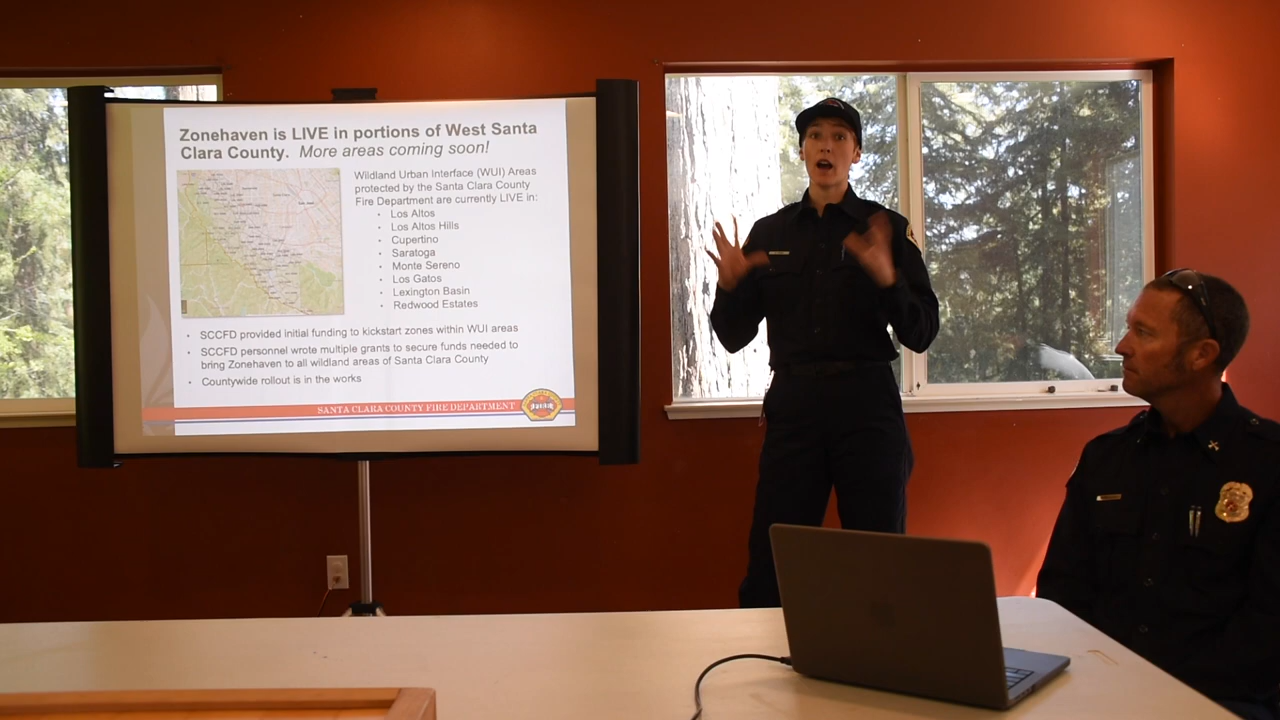 Zonehaven is LIVE in portions of West Santa
Clara County. More areas coming soon!
Wildland Urban Interface (WUI) Areas
protected by the Santa Clara County
Fire Department are currently LIVE in:
• Los Altos
• Los Altos Hills
• Cupertino
• Saratoga
• Monte Sereno
• Los Gatos
• Lexington Basin
• Redwood Estates
• SCCFD provided initial funding to kickstart zones within WUI areas
• SCCFD personnel wrote multiple grants to secure funds needed to
bring Zonehaven to all wildland areas of Santa Clara County
• Countywide rollout is in the works
SANTA CLARA COUNTY FIRE DEPARTMENT
FIRE